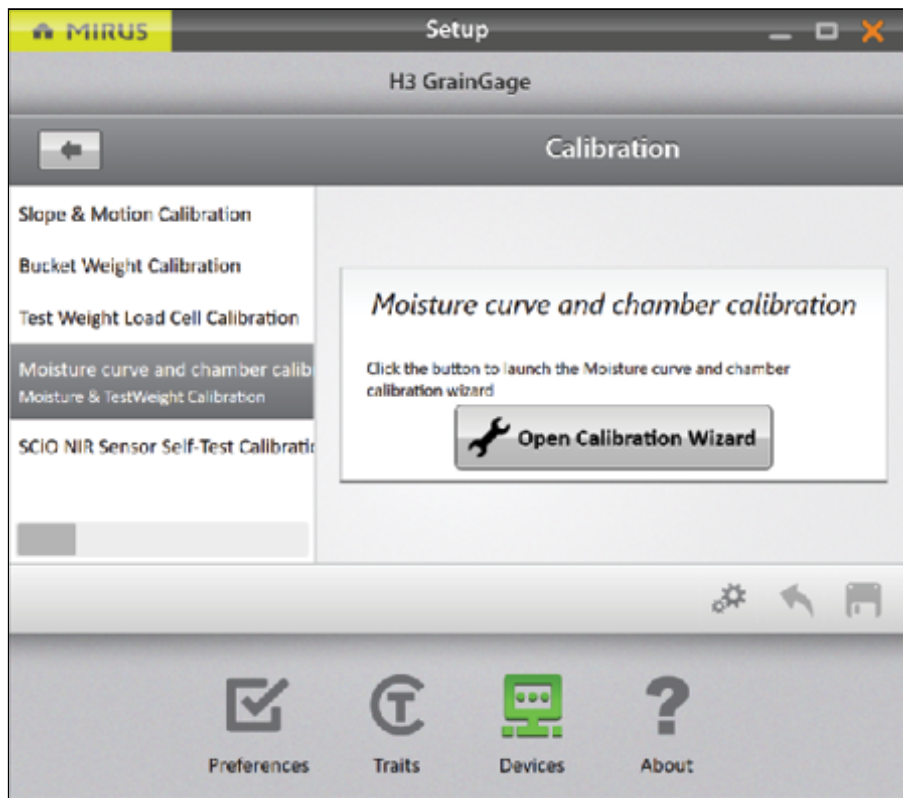 MIRUS
Setup
H3 GrainGage
Calibration
Slope & Motion Calibration
Bucket Weight Calibration
Test Weight Load Cell Calibration
Moisture curve and chamber calib
Moisture & TestWeight Calibration
SCiO NIR Sensor Self-Test Calibratic
Moisture curve and chamber calibration
Click the button to launch the Moisture curve and chamber
calibration wizard
Open Calibration Wizard
Preferences
Traits
Devices
About